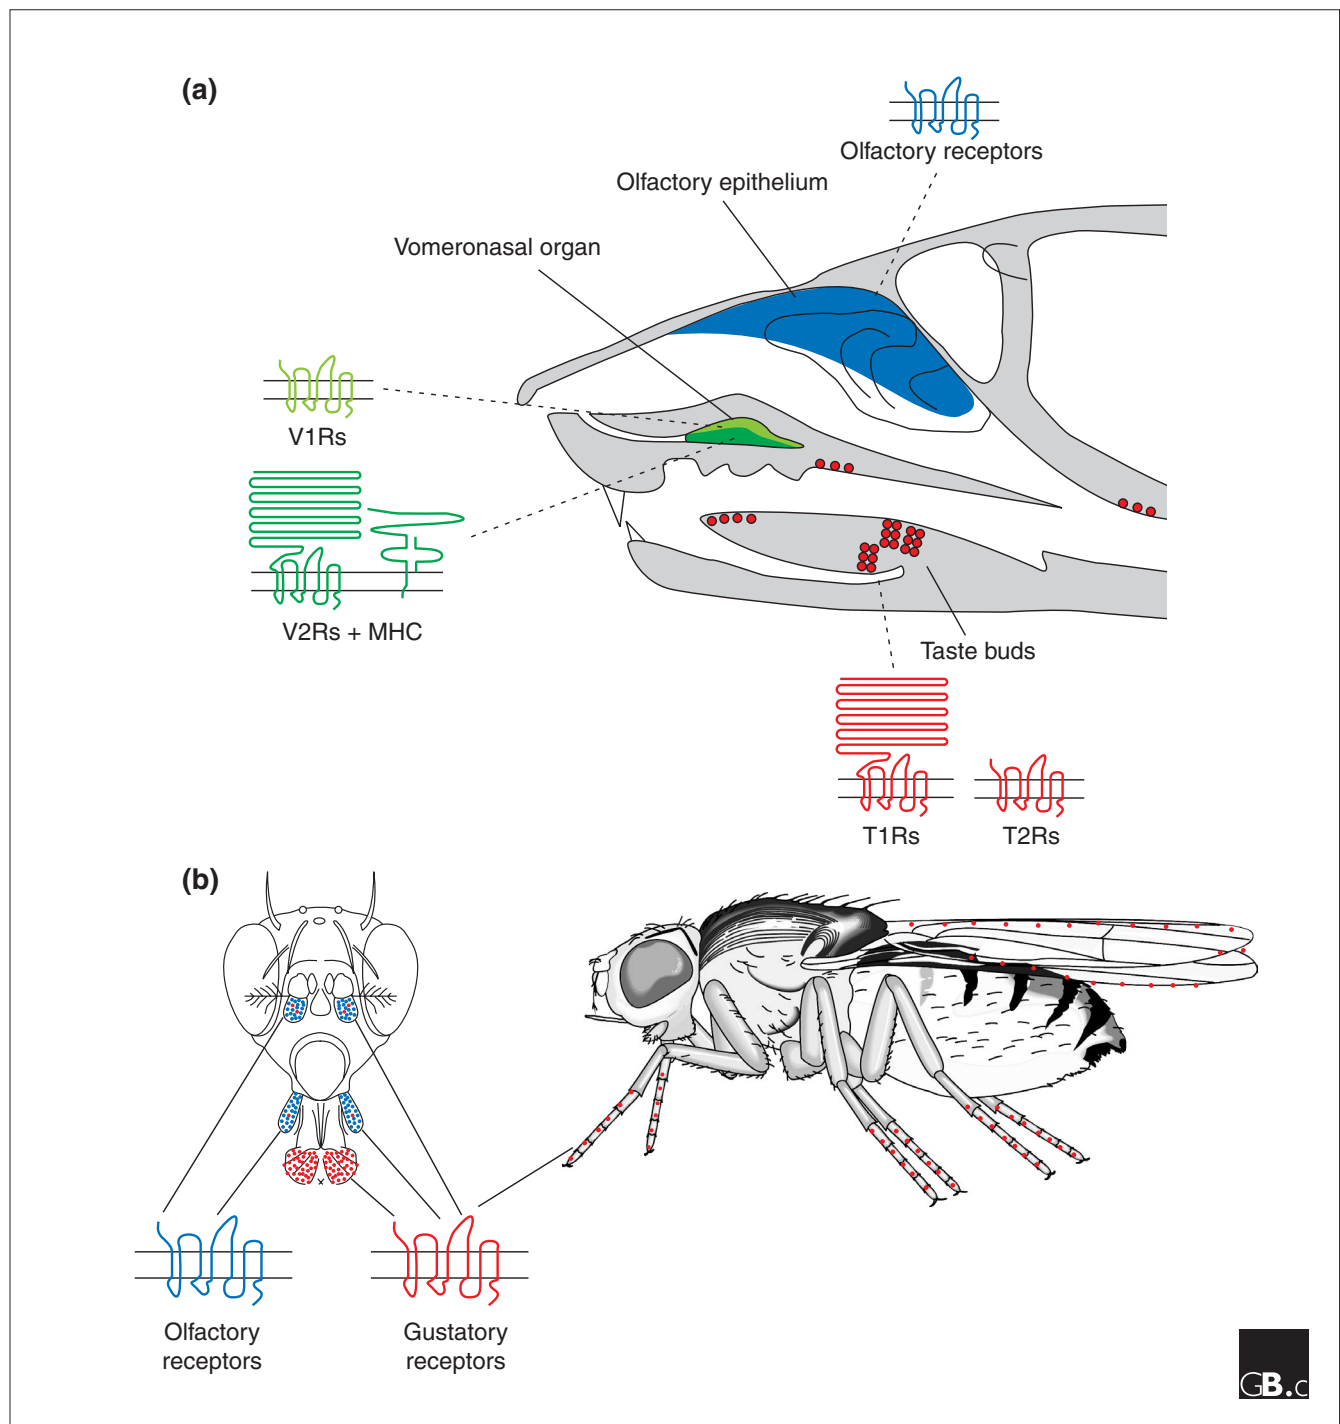 (a)
Olfactory receptors
Olfactory epithelium
Vomeronasal organ
V1Rs
V2Rs + MHC
Taste buds
T1Rs
T2Rs
(b)
Olfactory
receptors
Gustatory
receptors
GB.c